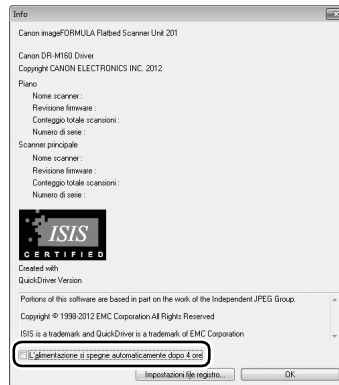 Info
Canon imageFORMULA Flatbed Scanner Unit 201
Canon DR-M160 Driver
Copyright CANON ELECTRONICS INC. 2012
Piano
Nome scanner :
Revisione firmware :
Conteggio totale scansioni :
Numero di serie :
Scanner principale
Nome scanner :
Revisione firmware :
Conteggio totale scansioni :
Numero di serie :
ISIS
CERTIFIED
Created with
QuickDriver Version
Portions of this software are based in part on the work of the Independent JPEG Group.
Copyright © 1998-2012 EMC Corporation All Rights Reserved
ISIS is a trademark and QuickDriver is a trademark of EMC Corporation
L'alimentazione si spegne automaticamente dopo 4 ore
Impostazioni file registro...
OK